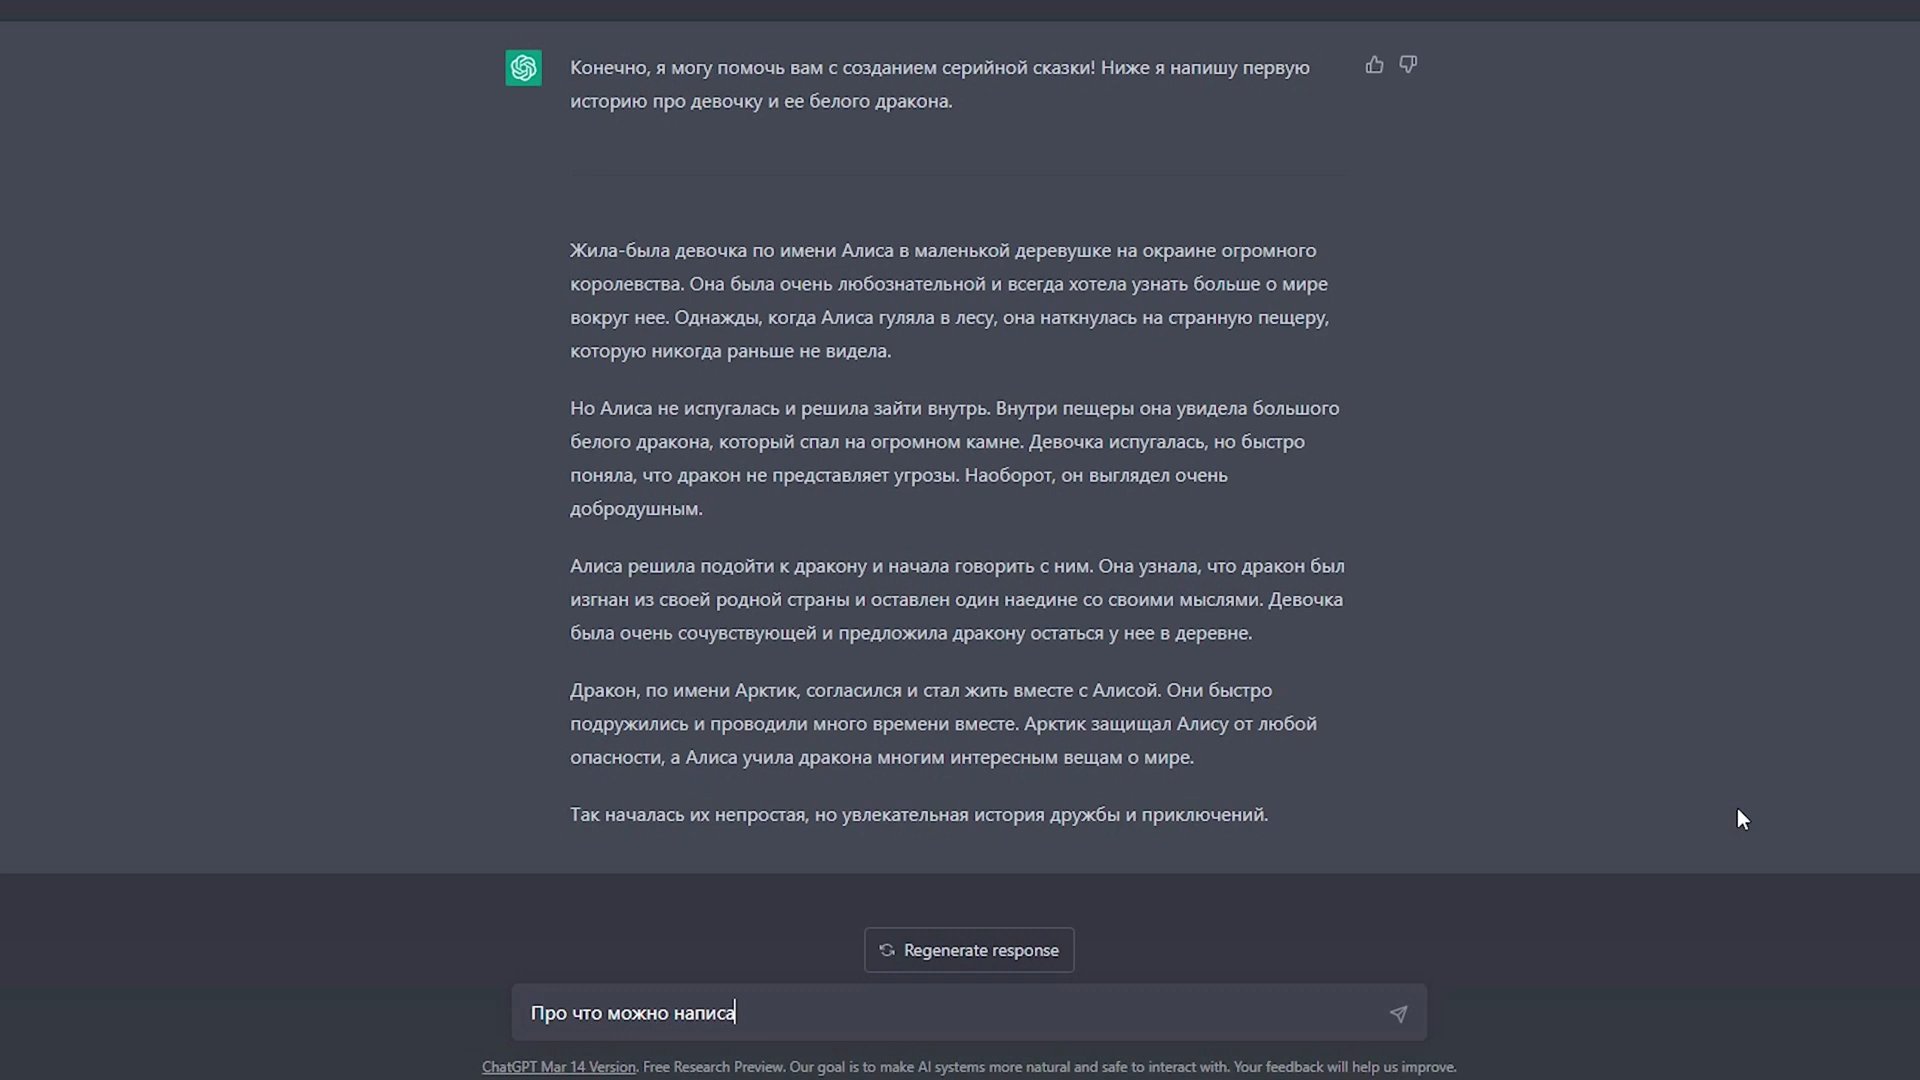 Конечно, я могу помочь вам с созданием серийной сказки! Ниже я напишу первую
историю про девочку и ее белого дракона.
Жила-была девочка по имени Алиса в маленькой деревушке на окраине огромного
королевства. Она была очень любознательной и всегда хотела узнать больше о мире
вокруг нее. Однажды, когда Алиса гуляла в лесу, она наткнулась на странную пещеру,
которую никогда раньше не видела.
Но Алиса не испугалась и решила зайти внутрь. Внутри пещеры она увидела большого
белого дракона, который спал на огромном камне. Девочка испугалась, но быстро
поняла, что дракон не представляет угрозы. Наоборот, он выглядел очень
добродушным.
Алиса решила подойти к дракону и начала говорить с ним. Она узнала, что дракон был
изгнан из своей родной страны и оставлен один наедине со своими мыслями. Девочка
была очень сочувствующей и предложила дракону остаться у нее в деревне.
Дракон, по имени Арктик, согласился и стал жить вместе с Алисой. Они быстро
подружились и проводили много времени вместе. Арктик защищал Алису от любой
опасности, а Алиса учила дракона многим интересным вещам о мире.
Так началась их непростая, но увлекательная история дружбы и приключений.
Regenerate response
Про что можно написа
ChatGPT Mar 14 Version. Free Research Preview. Our goal is to make AI systems more natural and safe to interact with. Your feedback will help us improve.